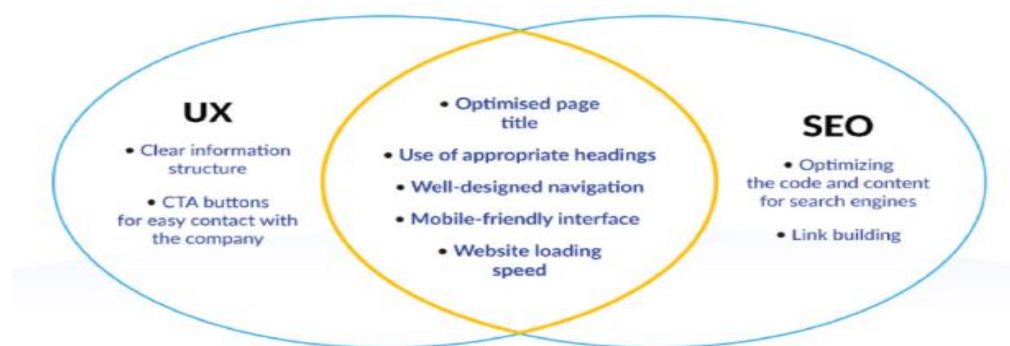 UX
• Clear information
structure
• CTA buttons
for easy contact with
the company
• Optimised page
title
• Use of appropriate headings
• Well-designed navigation
• Mobile-friendly interface
• Website loading
speed
SEO
• Optimizing
the code and content
for search engines
• Link building